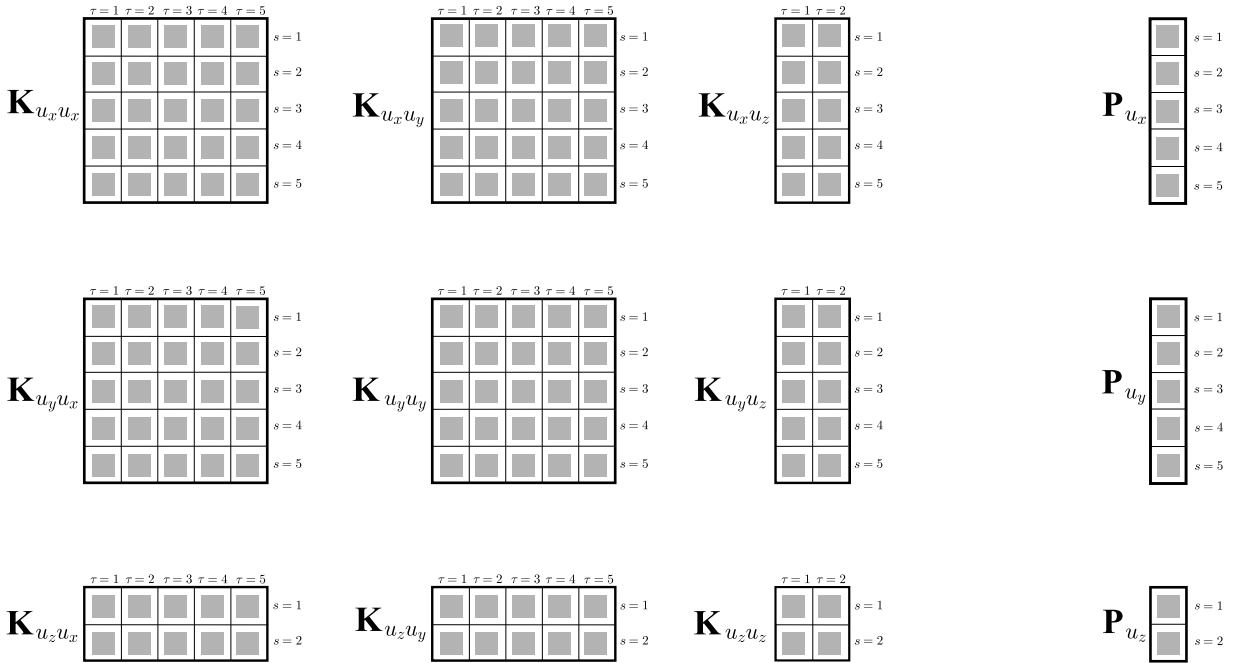 τ = 1 τ = 2 τ = 3 τ = 4 τ = 5
τ = 1 τ = 2 τ = 3 τ = 4 τ = 5
τ = 1 τ = 2
K_{u_x u_x}
s = 1
s = 2
s = 3
s = 4
s = 5
K_{u_x u_y}
s = 1
s = 2
s = 3
s = 4
s = 5
K_{u_x u_z}
s = 1
s = 2
s = 3
s = 4
s = 5
P_{u_x}
s = 1
s = 2
s = 3
s = 4
s = 5
τ = 1 τ = 2 τ = 3 τ = 4 τ = 5
τ = 1 τ = 2 τ = 3 τ = 4 τ = 5
τ = 1 τ = 2
K_{u_y u_x}
s = 1
s = 2
s = 3
s = 4
s = 5
K_{u_y u_y}
s = 1
s = 2
s = 3
s = 4
s = 5
K_{u_y u_z}
s = 1
s = 2
s = 3
s = 4
s = 5
P_{u_y}
s = 1
s = 2
s = 3
s = 4
s = 5
τ = 1 τ = 2 τ = 3 τ = 4 τ = 5
τ = 1 τ = 2 τ = 3 τ = 4 τ = 5
τ = 1 τ = 2
K_{u_z u_x}
s = 1
s = 2
K_{u_z u_y}
s = 1
s = 2
K_{u_z u_z}
s = 1
s = 2
P_{u_z}
s = 1
s = 2